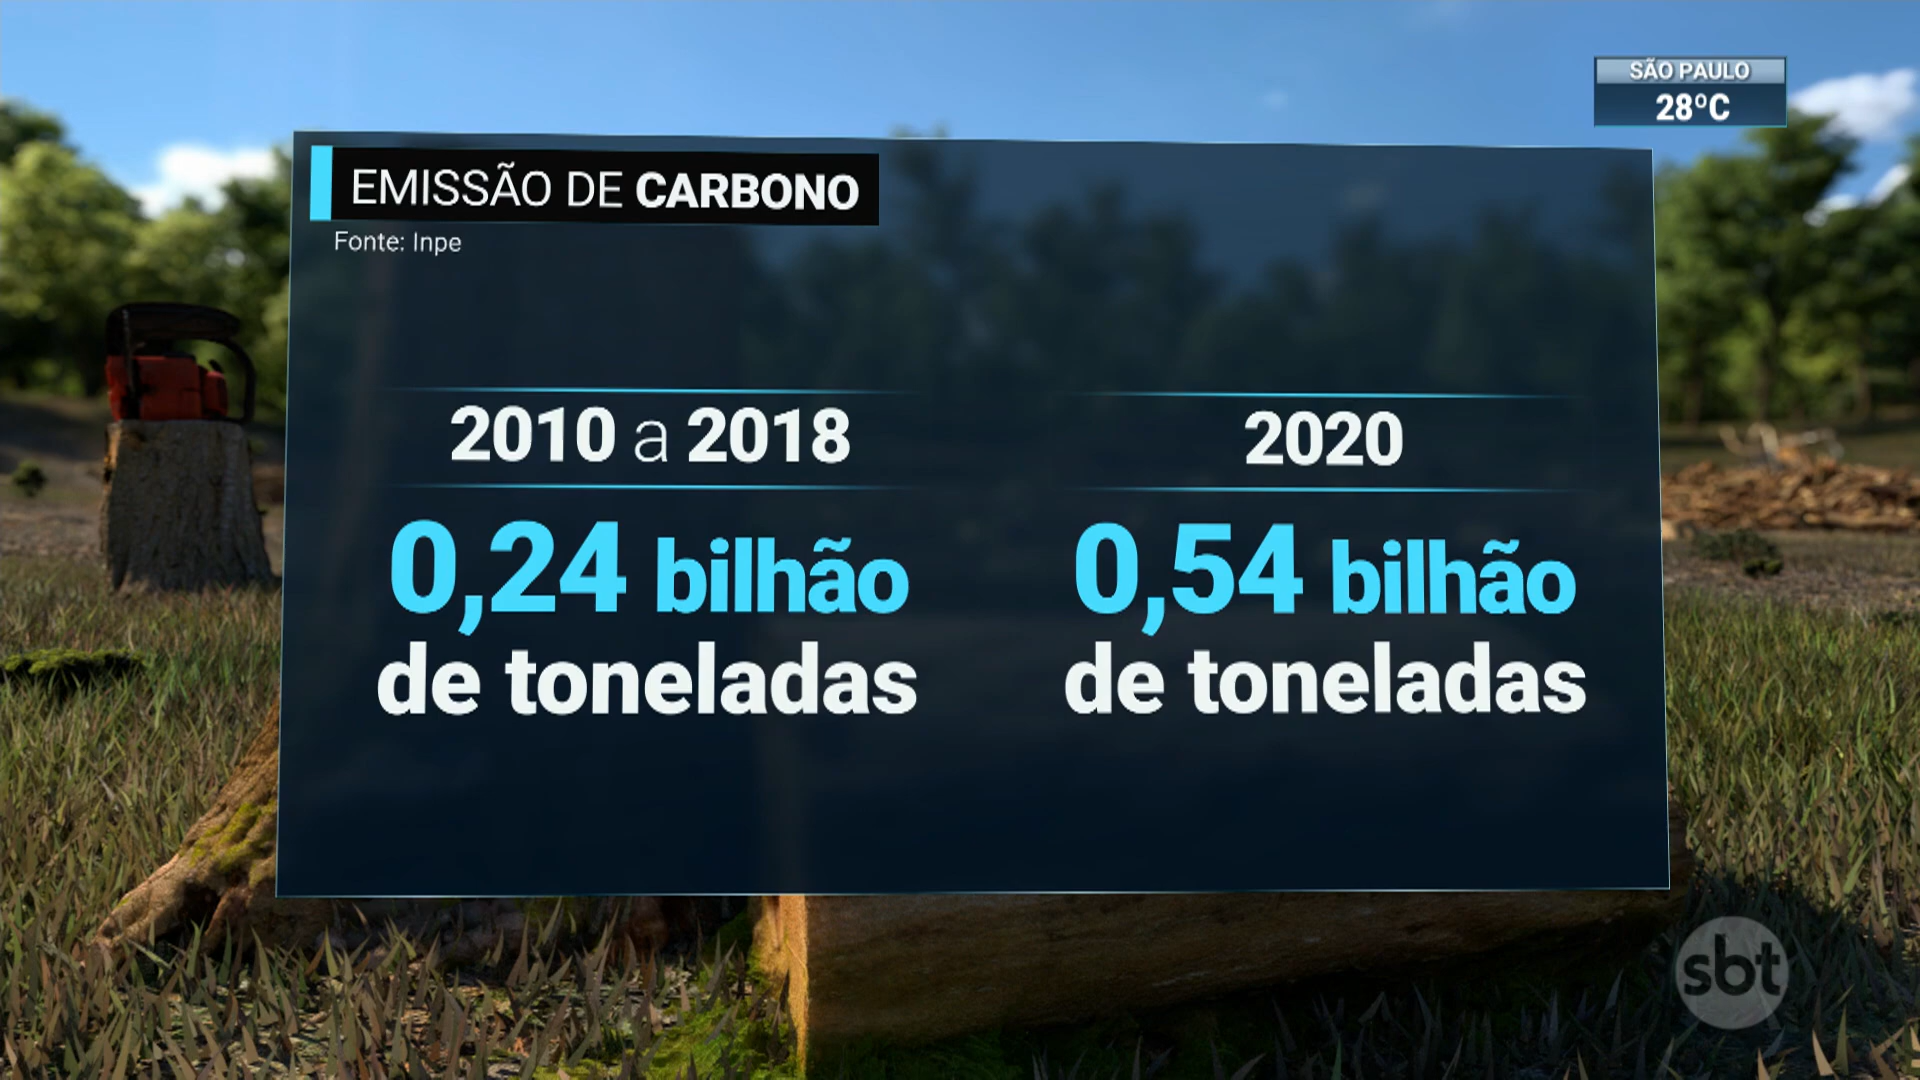 SÃO PAULO
28ºC
EMISSÃO DE CARBONO
Fonte: Inpe
2010 a 2018
0,24 bilhão
de toneladas
2020
0,54 bilhão
de toneladas
sbt